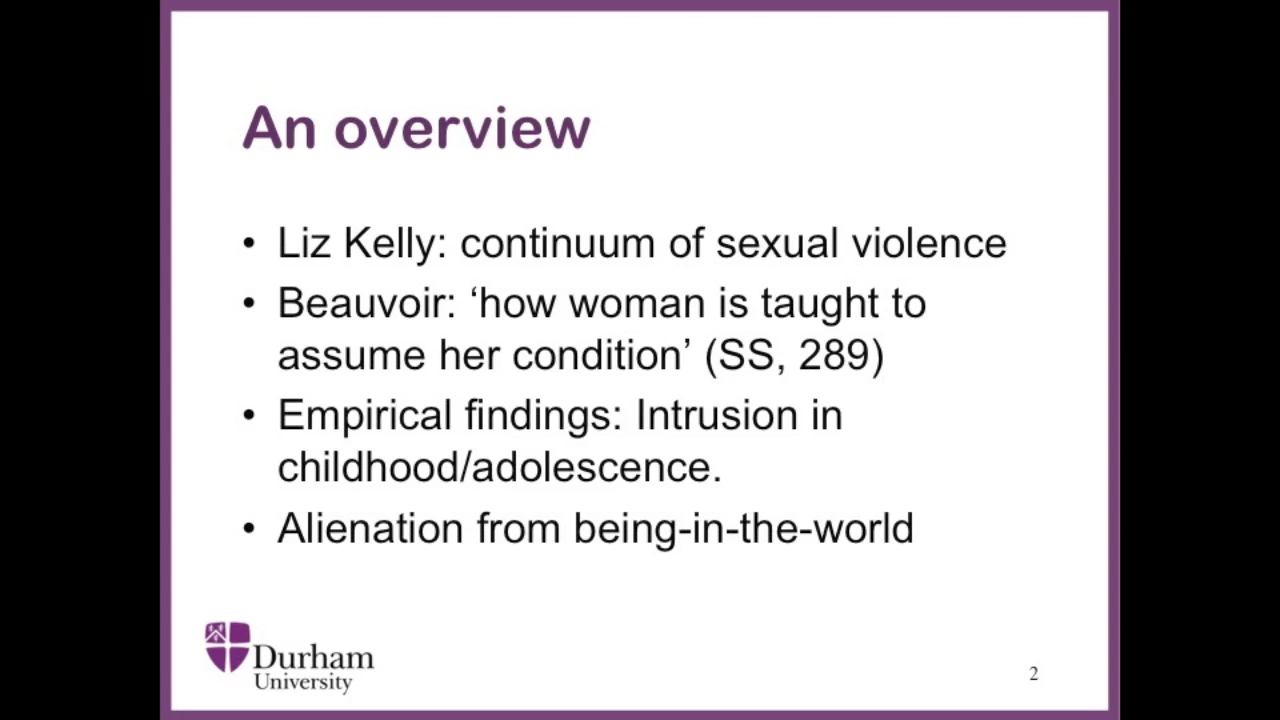 An overview
• Liz Kelly: continuum of sexual violence
• Beauvoir: ‘how woman is taught to
assume her condition’ (SS, 289)
• Empirical findings: Intrusion in
childhood/adolescence.
• Alienation from being-in-the-world
Durham
University
2